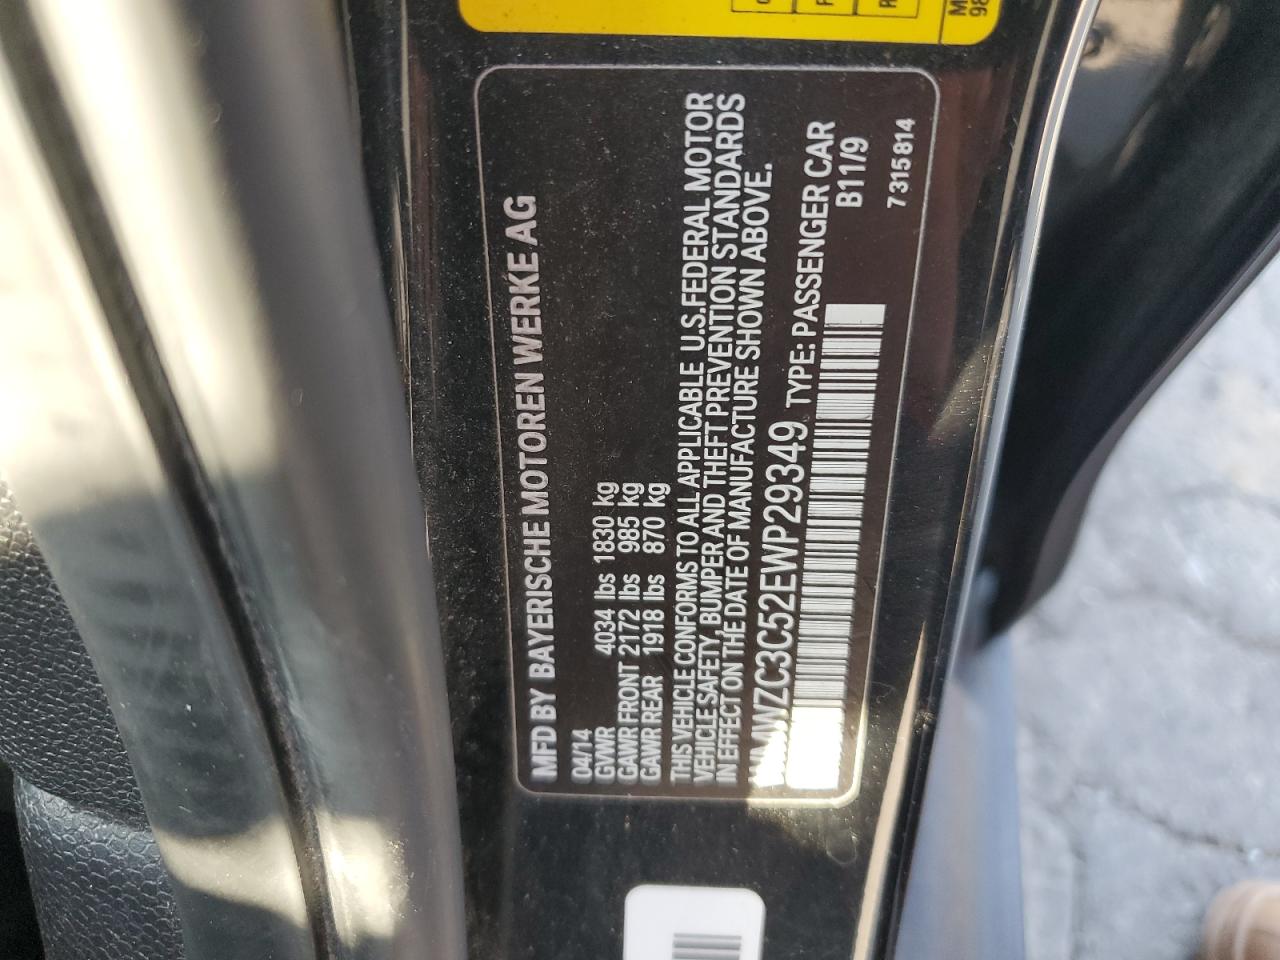 MFD BY BAYERISCHE MOTOREN WERKE AG
04/14
GVWR 4034 lbs 1830 kg
GAWR FRONT 2172 lbs 985 kg
GAWR REAR 1918 lbs 870 kg
THIS VEHICLE CONFORMS TO ALL APPLICABLE U.S.FEDERAL MOTOR
VEHICLE SAFETY, BUMPER AND THEFT PREVENTION STANDARDS
IN EFFECT ON THE DATE OF MANUFACTURE SHOWN ABOVE.
WMWZC3C52EWP29349 TYPE: PASSENGER CAR
B11/9
7315814